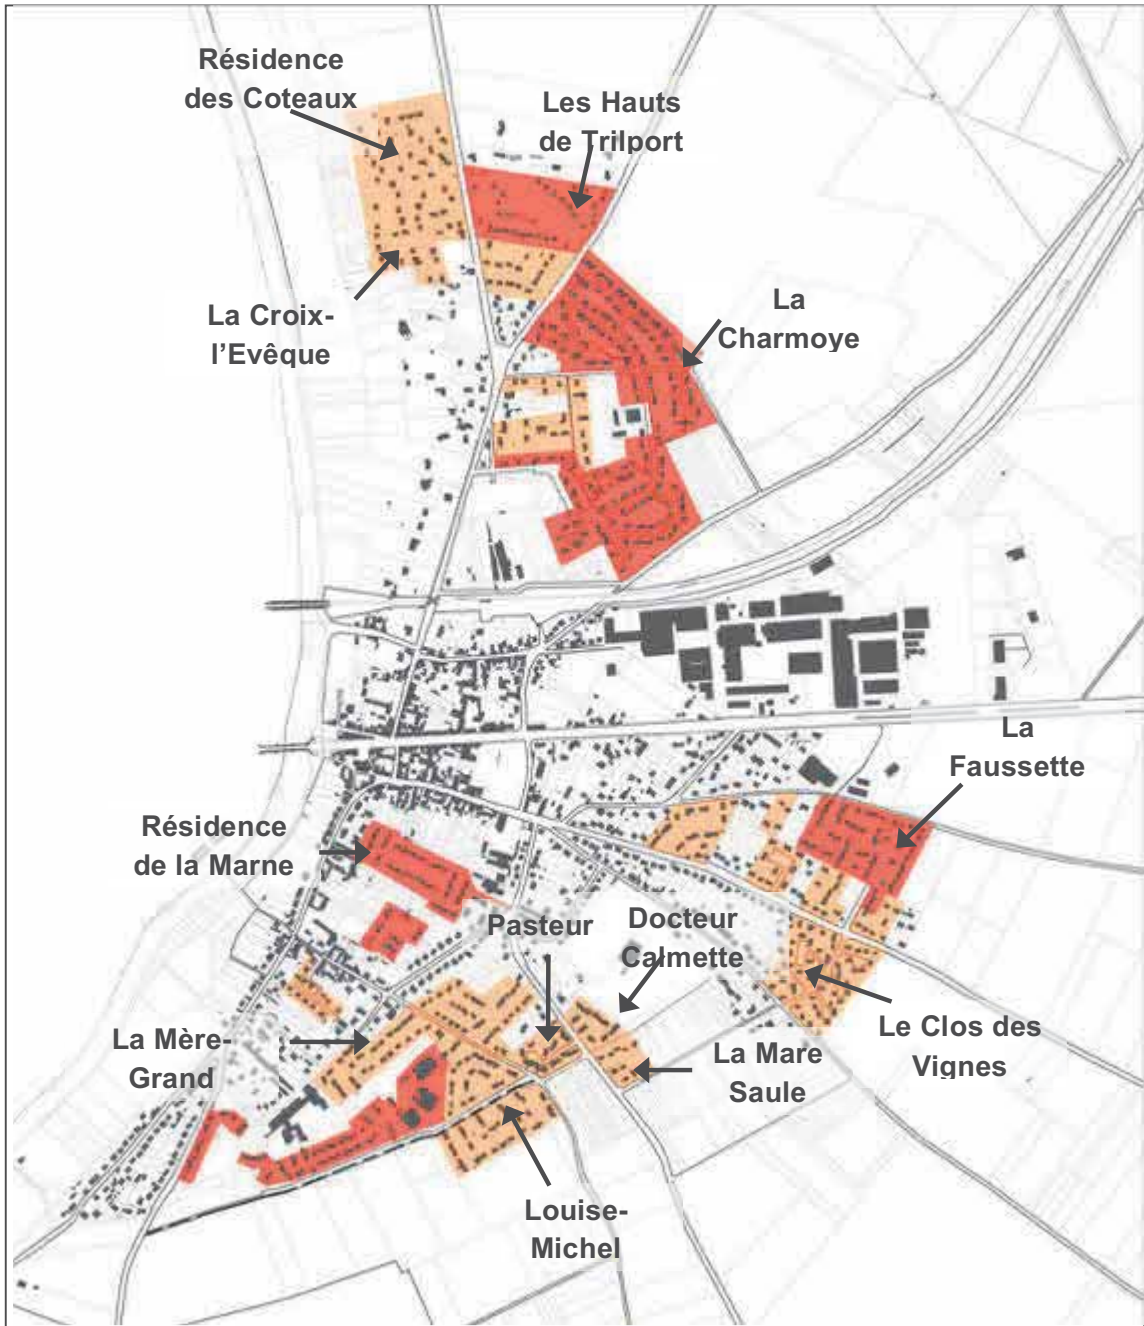 Résidence
des Coteaux
Les Hauts
de Trilport
La Croix-
l'Evêque
La
Charmoye
La
Faussette
Résidence
de la Marne
Pasteur
Docteur
Calmette
La Mère-
Grand
La Mare
Saule
Le Clos des
Vignes
Louise-
Michel